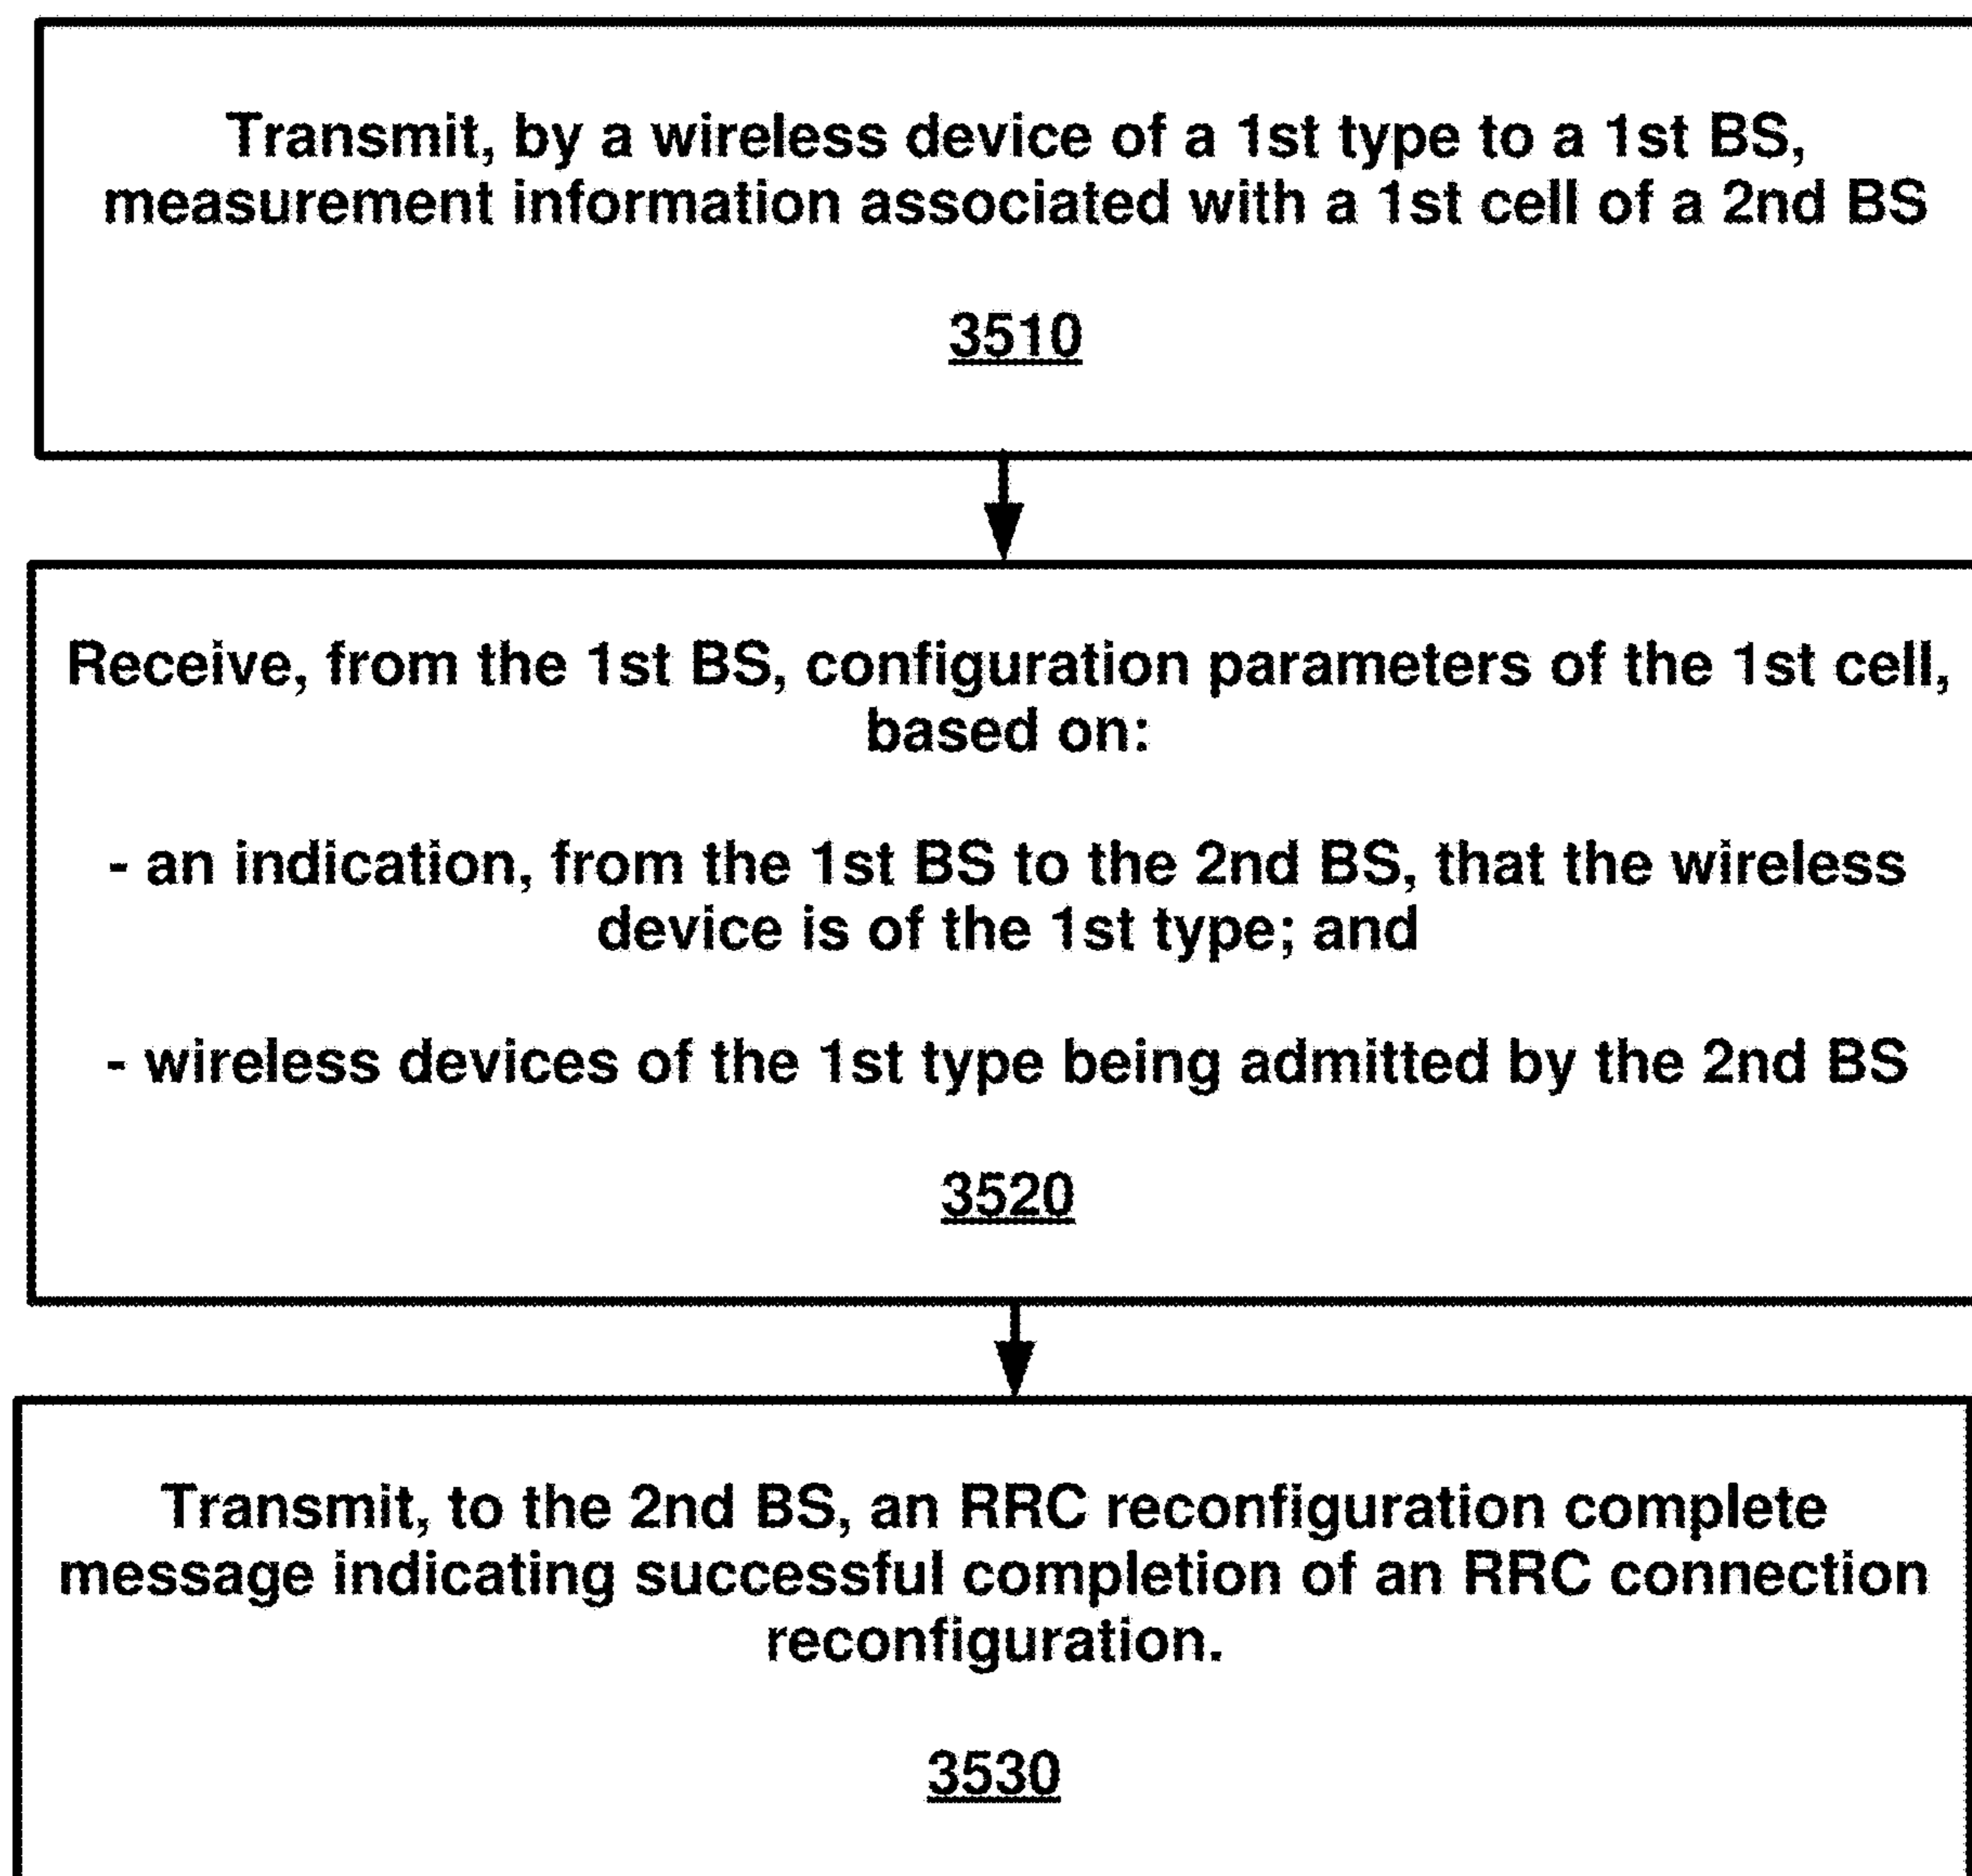 Transmit, by a wireless device of a 1st type to a 1st BS,
measurement information associated with a 1st cell of a 2nd BS
3510
Receive, from the 1st BS, configuration parameters of the 1st cell,
based on:
- an indication, from the 1st BS to the 2nd BS, that the wireless
device is of the 1st type; and
- wireless devices of the 1st type being admitted by the 2nd BS
3520
Transmit, to the 2nd BS, an RRC reconfiguration complete
message indicating successful completion of an RRC connection
reconfiguration.
3530